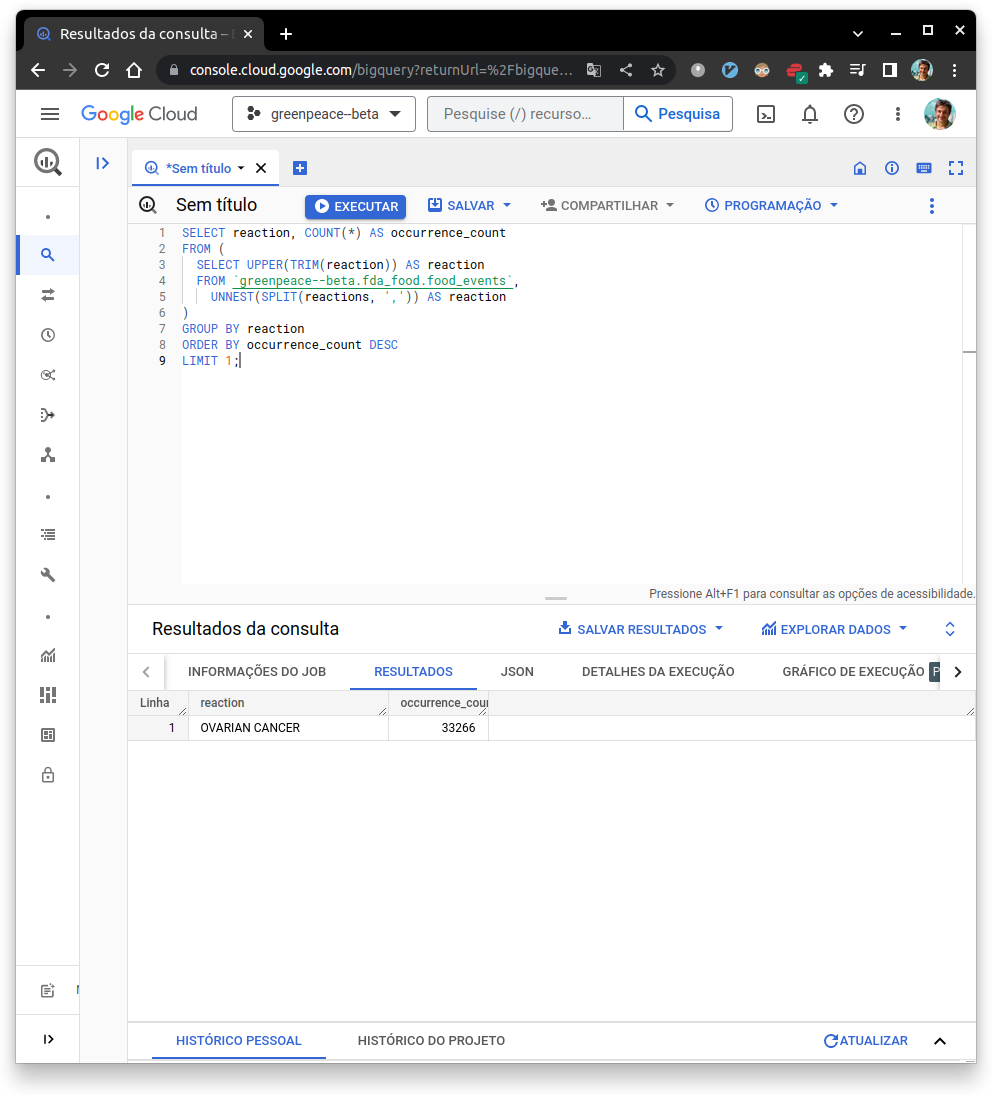 Resultados da consulta –
console.cloud.google.com/bigquery?returnUrl=%2Fbigque...
Google Cloud
greenpeace--beta
Pesquise (/) recurso...
Pesquisa
*Sem título
Sem título
EXECUTAR
SALVAR
COMPARTILHAR
PROGRAMAÇÃO
1 SELECT reaction, COUNT(*) AS occurrence_count
2 FROM (
3 SELECT UPPER(TRIM(reaction)) AS reaction
4 FROM `greenpeace--beta.fda_food.food_events`,
5 UNNEST(SPLIT(reactions, ',')) AS reaction
6 )
7 GROUP BY reaction
8 ORDER BY occurrence_count DESC
9 LIMIT 1;
Pressione Alt+F1 para consultar as opções de acessibilidade.
Resultados da consulta
SALVAR RESULTADOS
EXPLORAR DADOS
INFORMAÇÕES DO JOB
RESULTADOS
JSON
DETALHES DA EXECUÇÃO
GRÁFICO DE EXECUÇÃO P
Linha reaction occurrence_cou
1 OVARIAN CANCER 33266
HISTÓRICO PESSOAL
HISTÓRICO DO PROJETO
ATUALIZAR